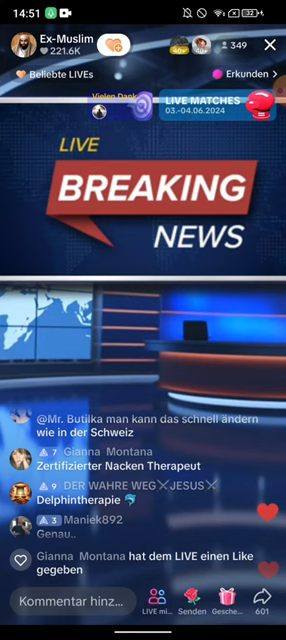 14:51
32
Ex-Muslim
221.6K
349
Beliebte LIVEs
Erkunden
Vielen Dank
LIVE MATCHES
03.-04.06.2024
LIVE
BREAKING
NEWS
@Mr. Butilka man kann das schnell ändern
wie in der Schweiz
7 Gianna Montana
Zertifizierter Nacken Therapeut
9 DER WAHRE WEG⚔JESUS⚔
Delphintherapie 🐬
3 Maniek892
Genau..
Gianna Montana hat dem LIVE einen Like
gegeben
Kommentar hinz...
LIVE mi... Senden Gesche... 601